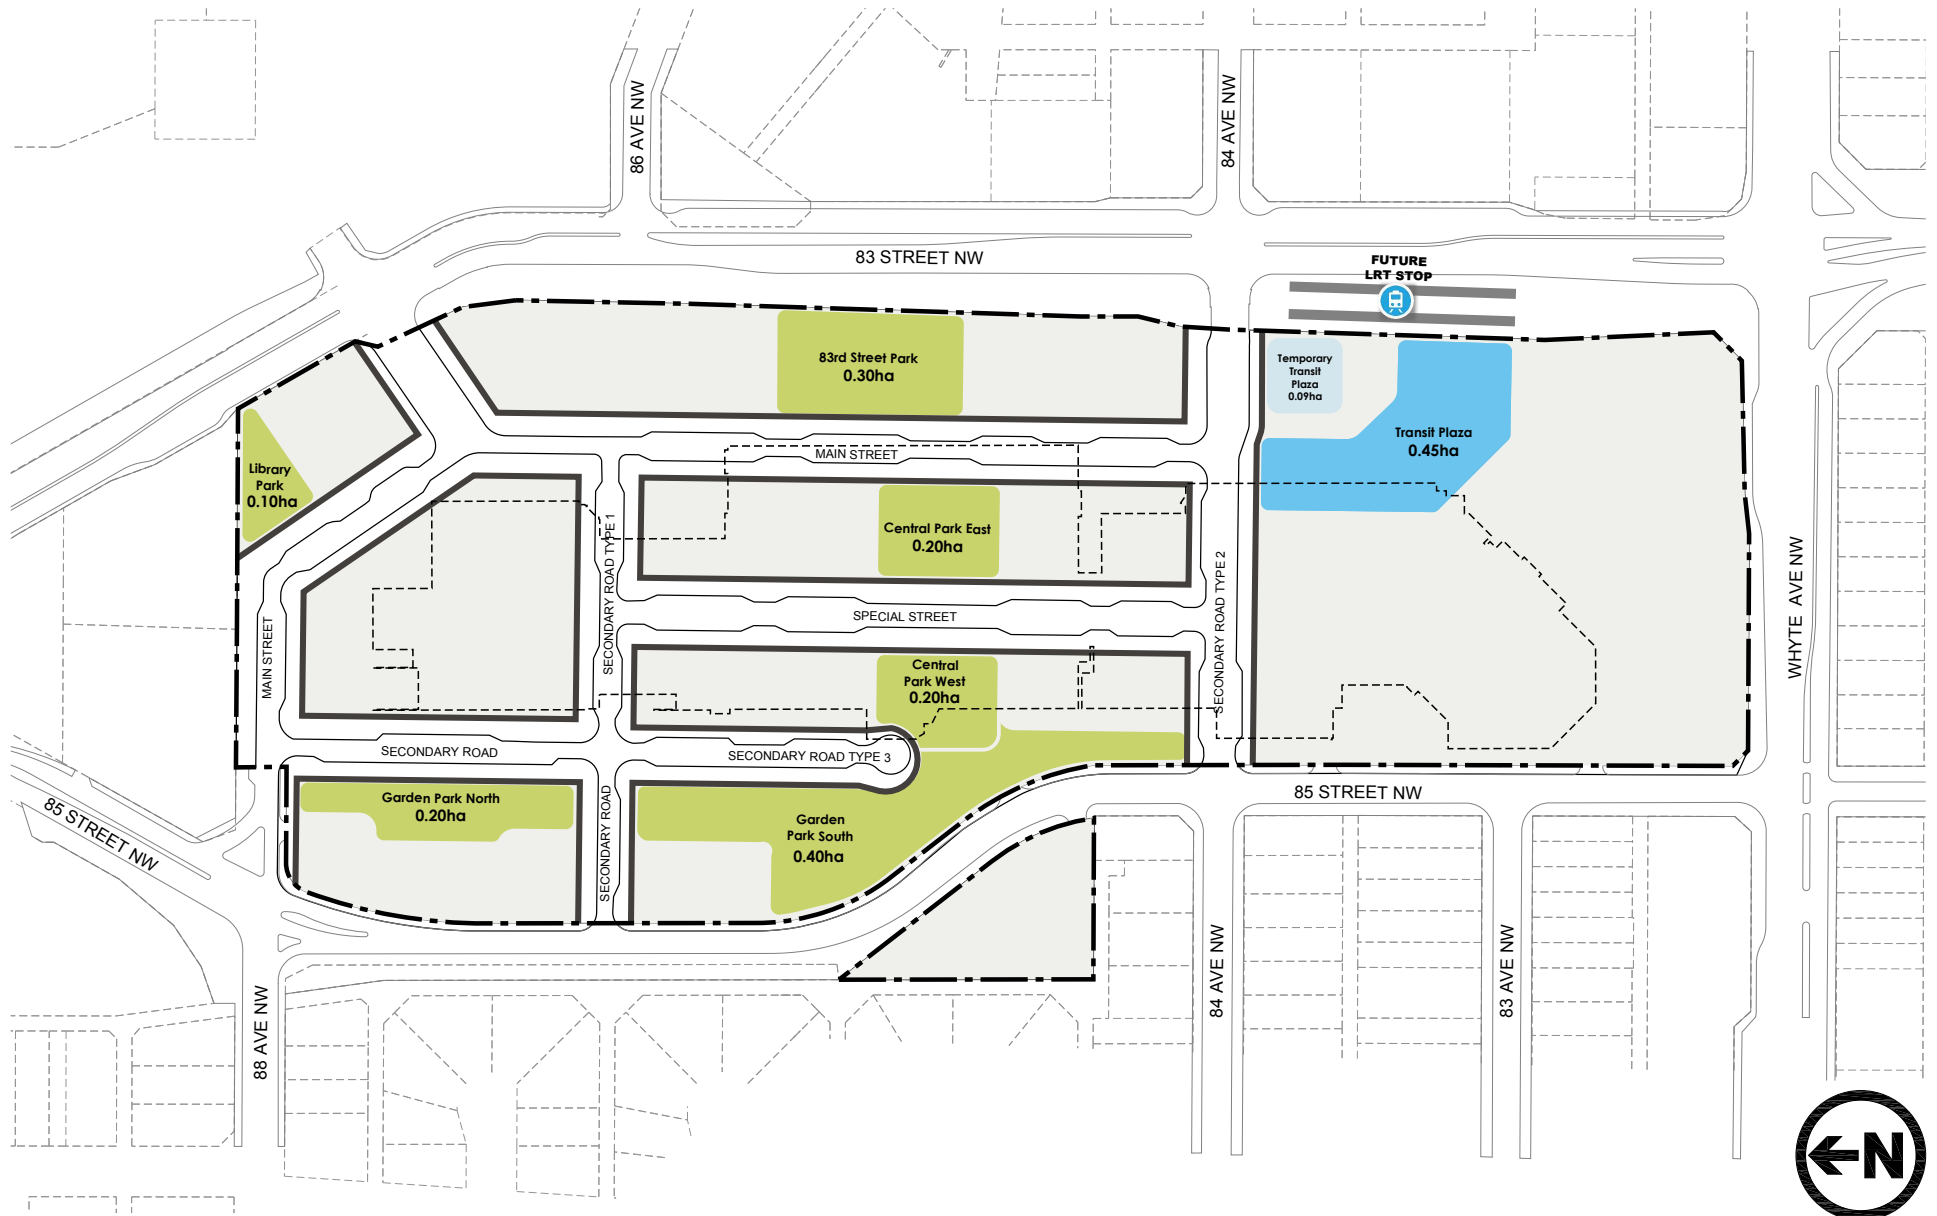 86 AVE NW
84 AVE NW
83 STREET NW
FUTURE
LRT STOP
83rd Street Park
0.30ha
Temporary
Transit
Plaza
0.09ha
Transit Plaza
0.45ha
Library
Park
0.10ha
MAIN STREET
Central Park East
0.20ha
SECONDARY ROAD TYPE 1
SECONDARY ROAD TYPE 2
WHYTE AVE NW
SPECIAL STREET
MAIN STREET
Central
Park West
0.20ha
SECONDARY ROAD
SECONDARY ROAD TYPE 3
Garden Park North
0.20ha
SECONDARY ROAD
Garden
Park South
0.40ha
85 STREET NW
85 STREET NW
88 AVE NW
84 AVE NW
83 AVE NW
N